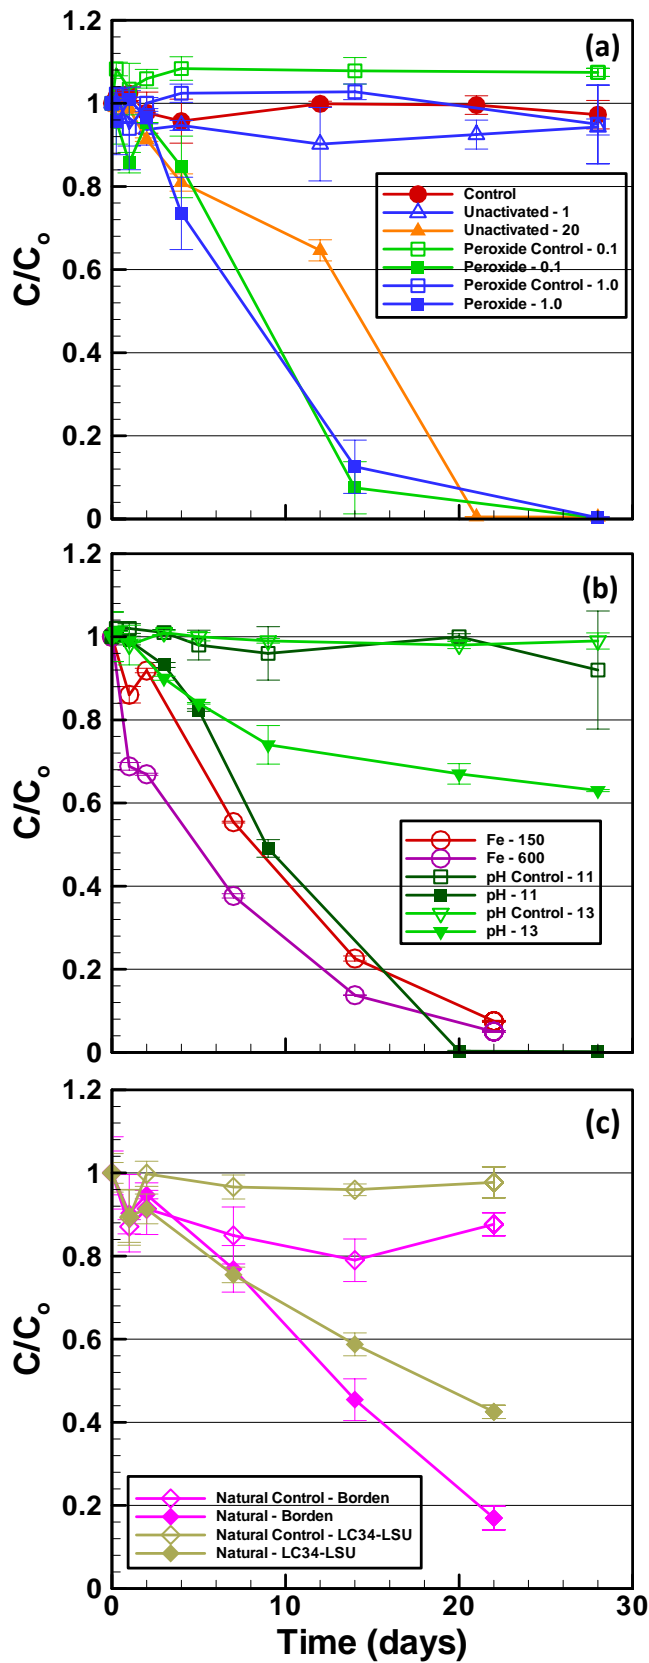 1.2
(a)
1
0.8
0.6
0.4
0.2
0
C/Co
Control
Unactivated - 1
Unactivated - 20
Peroxide Control - 0.1
Peroxide - 0.1
Peroxide Control - 1.0
Peroxide - 1.0
1.2
(b)
1
0.8
0.6
0.4
0.2
0
C/Co
Fe - 150
Fe - 600
pH Control - 11
pH - 11
pH Control - 13
pH - 13
1.2
(c)
1
0.8
0.6
0.4
0.2
0
C/Co
Natural Control - Borden
Natural - Borden
Natural Control - LC34-LSU
Natural - LC34-LSU
0 10 20 30
Time (days)